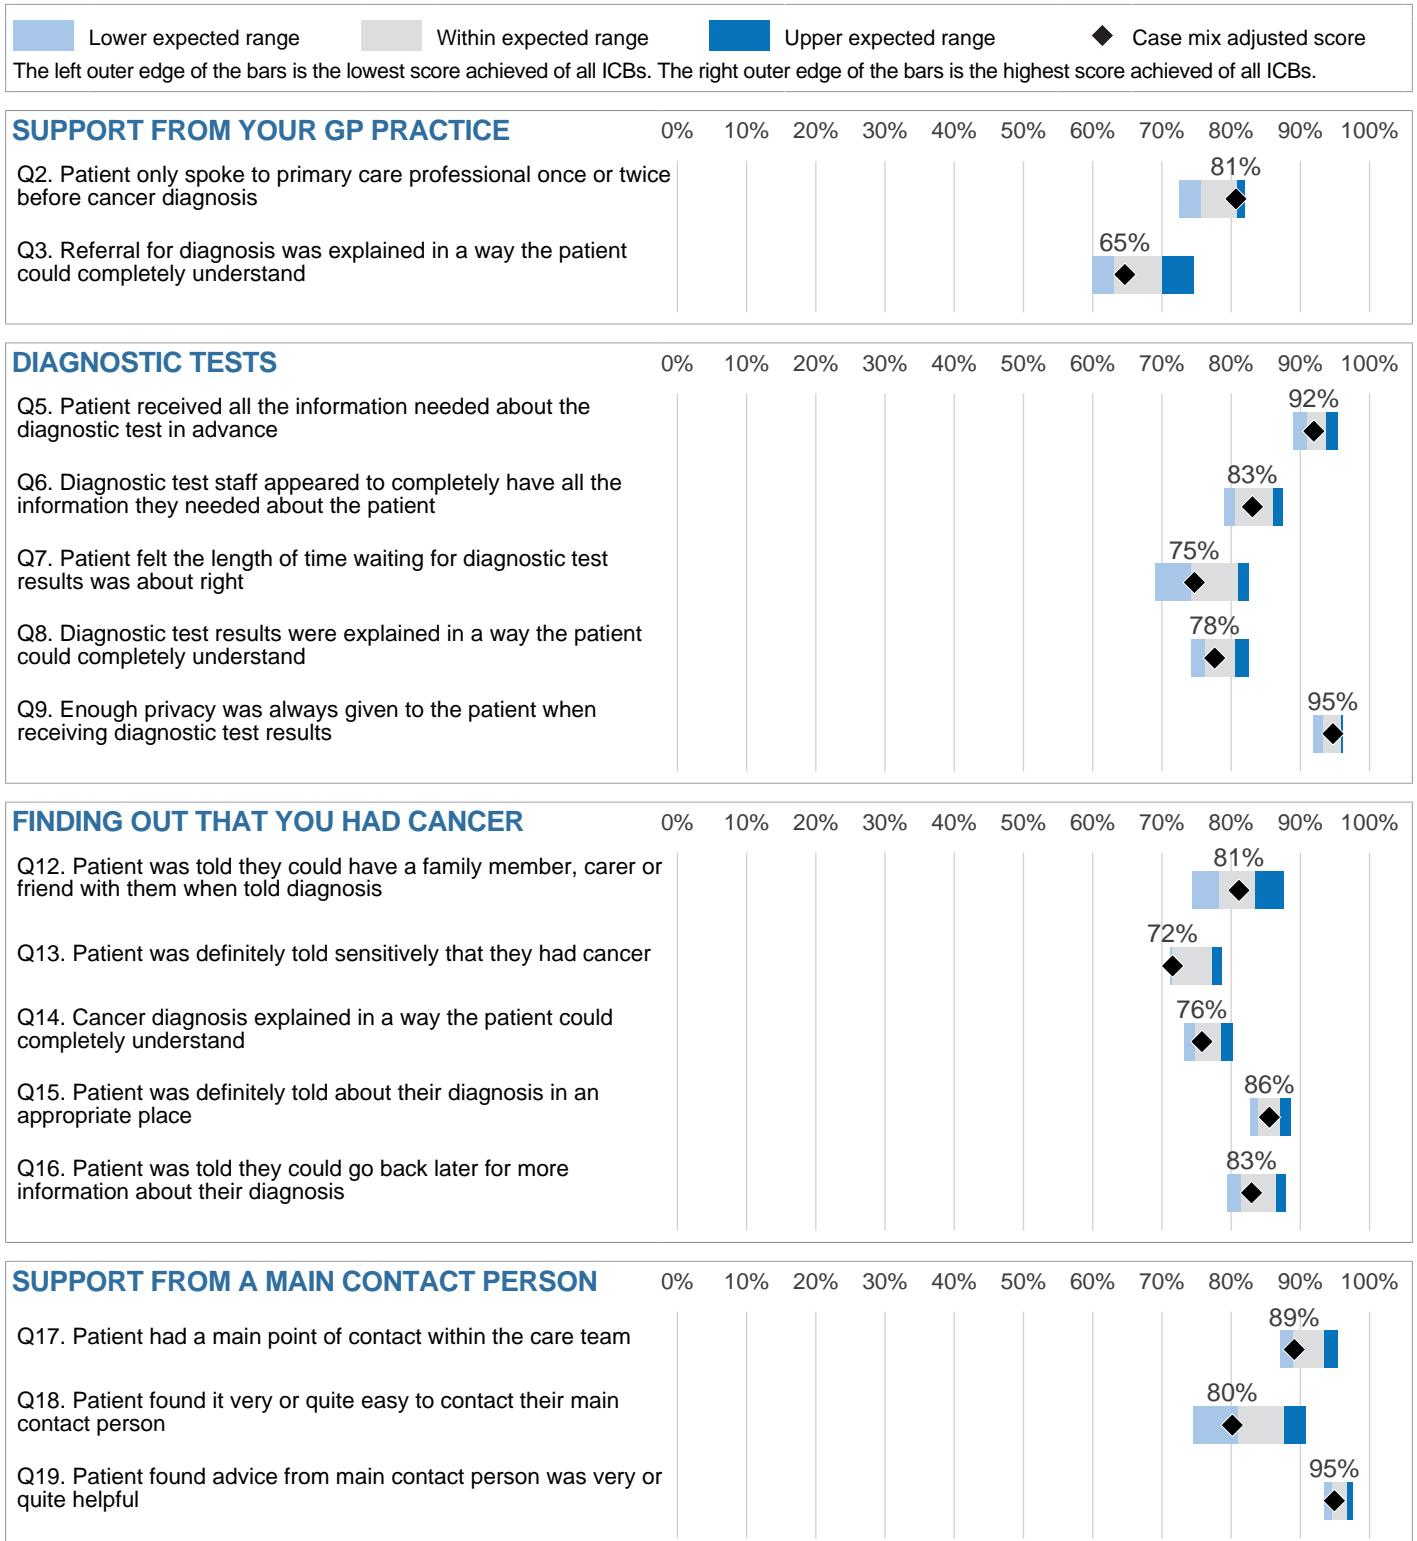 Lower expected range Within expected range Upper expected range Case mix adjusted score
The left outer edge of the bars is the lowest score achieved of all ICBs. The right outer edge of the bars is the highest score achieved of all ICBs.
SUPPORT FROM YOUR GP PRACTICE 0% 10% 20% 30% 40% 50% 60% 70% 80% 90% 100%
Q2. Patient only spoke to primary care professional once or twice
before cancer diagnosis
81%
Q3. Referral for diagnosis was explained in a way the patient
could completely understand
65%
DIAGNOSTIC TESTS 0% 10% 20% 30% 40% 50% 60% 70% 80% 90% 100%
Q5. Patient received all the information needed about the
diagnostic test in advance
92%
Q6. Diagnostic test staff appeared to completely have all the
information they needed about the patient
83%
Q7. Patient felt the length of time waiting for diagnostic test
results was about right
75%
Q8. Diagnostic test results were explained in a way the patient
could completely understand
78%
Q9. Enough privacy was always given to the patient when
receiving diagnostic test results
95%
FINDING OUT THAT YOU HAD CANCER 0% 10% 20% 30% 40% 50% 60% 70% 80% 90% 100%
Q12. Patient was told they could have a family member, carer or
friend with them when told diagnosis
81%
Q13. Patient was definitely told sensitively that they had cancer
72%
Q14. Cancer diagnosis explained in a way the patient could
completely understand
76%
Q15. Patient was definitely told about their diagnosis in an
appropriate place
86%
Q16. Patient was told they could go back later for more
information about their diagnosis
83%
SUPPORT FROM A MAIN CONTACT PERSON 0% 10% 20% 30% 40% 50% 60% 70% 80% 90% 100%
Q17. Patient had a main point of contact within the care team
89%
Q18. Patient found it very or quite easy to contact their main
contact person
80%
Q19. Patient found advice from main contact person was very or
quite helpful
95%